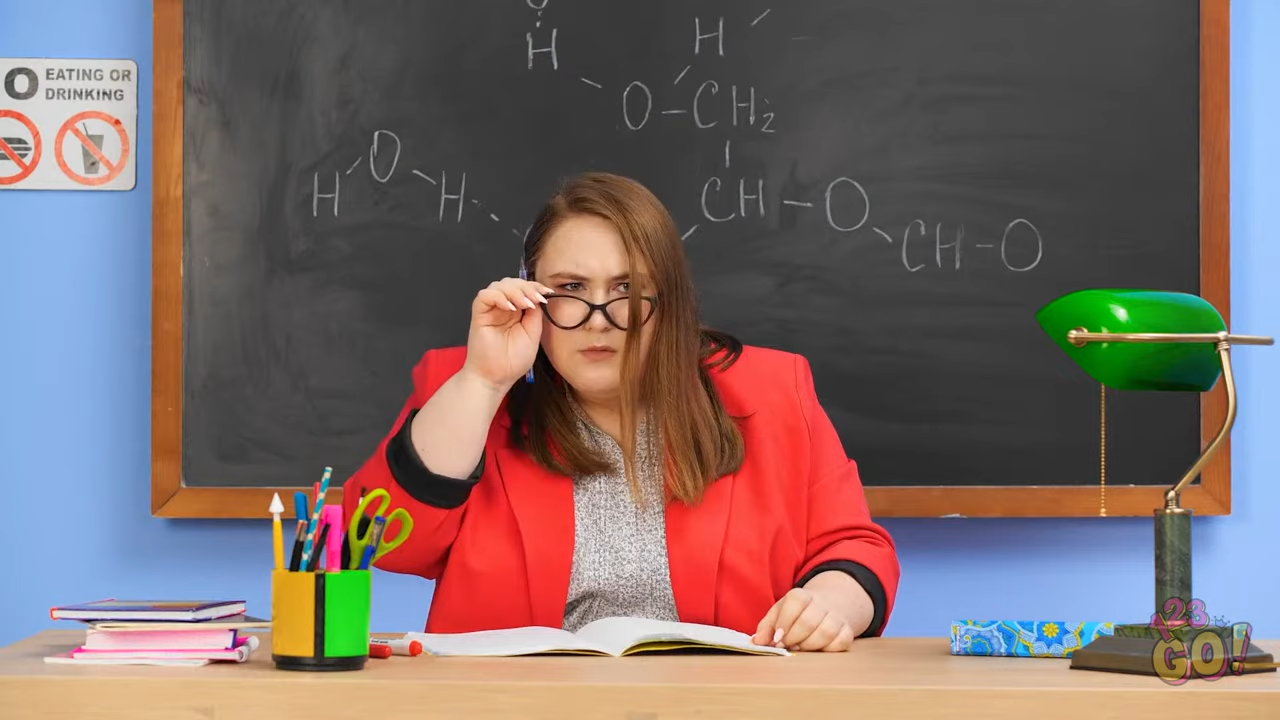 O
H
H
O — CH₂
O
H H
CH — O
CH — O
O EATING OR
DRINKING
123
GO!